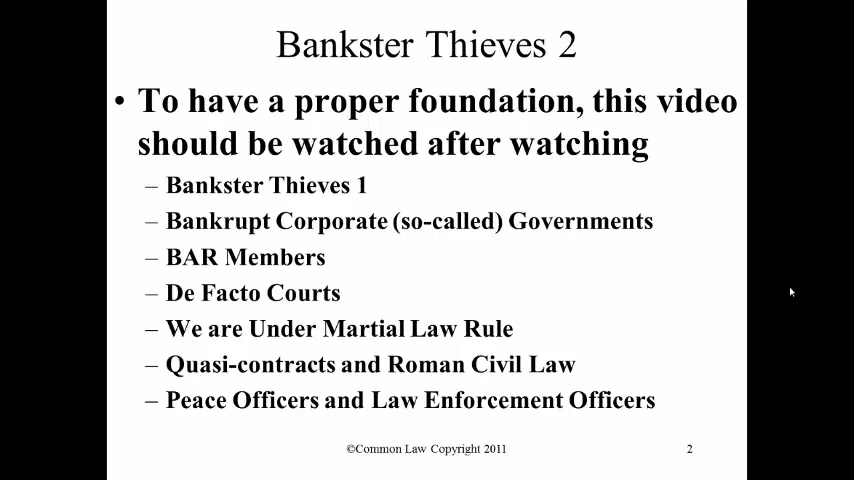 Bankster Thieves 2
• To have a proper foundation, this video
should be watched after watching
– Bankster Thieves 1
– Bankrupt Corporate (so-called) Governments
– BAR Members
– De Facto Courts
– We are Under Martial Law Rule
– Quasi-contracts and Roman Civil Law
– Peace Officers and Law Enforcement Officers
©Common Law Copyright 2011
2